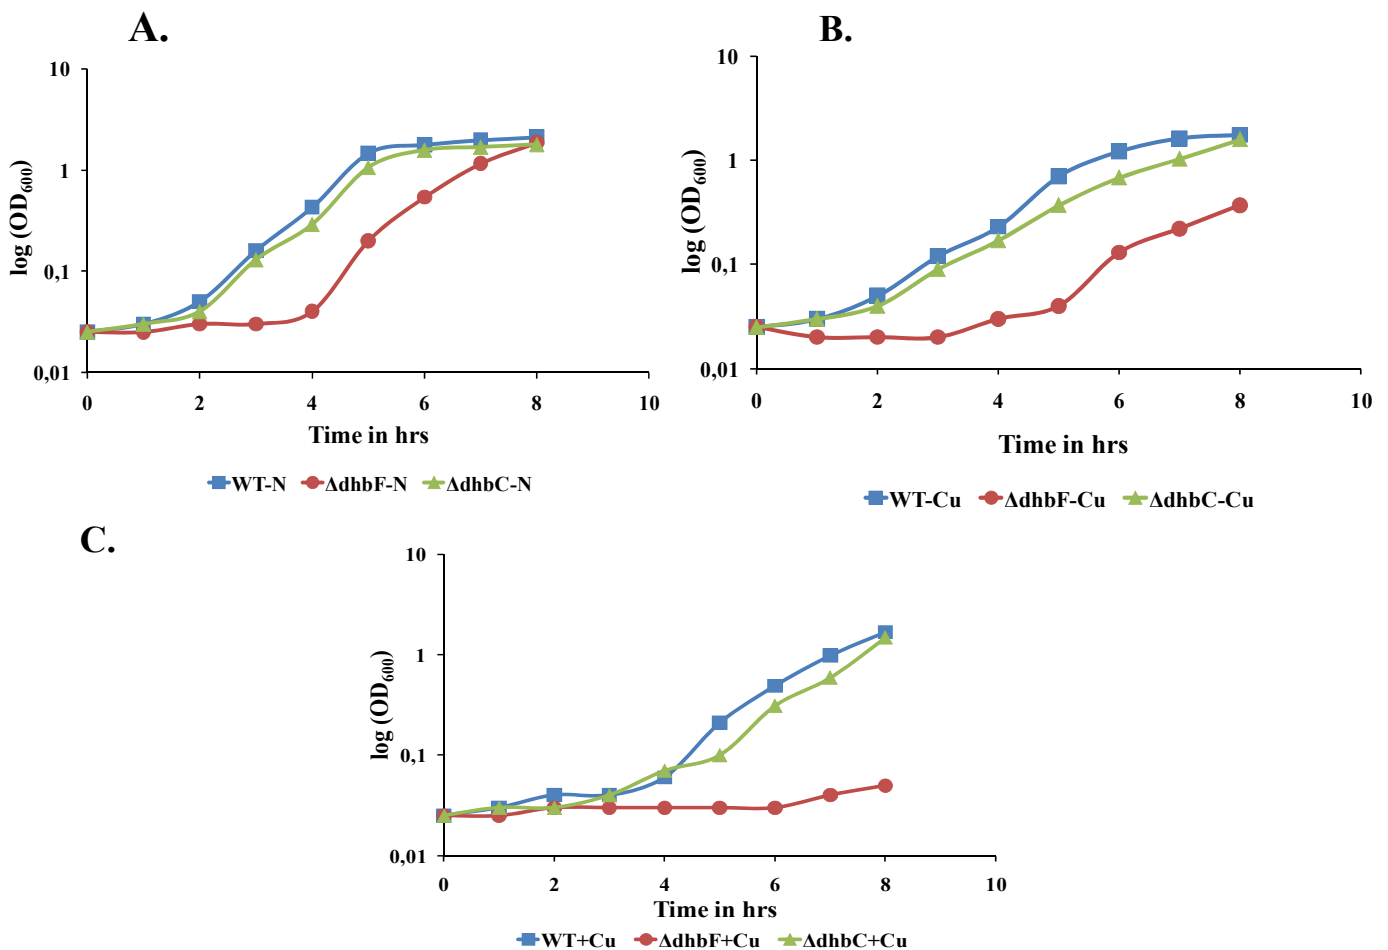 A.
10
1
0,1
0,01
log (OD600)
0 2 4 6 8 10
Time in hrs
WT-N ΔdhbF-N ΔdhbC-N
B.
10
1
0,1
0,01
log (OD600)
0 2 4 6 8 10
Time in hrs
WT-Cu ΔdhbF-Cu ΔdhbC-Cu
C.
10
1
0,1
0,01
log (OD600)
0 2 4 6 8 10
Time in hrs
WT+Cu ΔdhbF+Cu ΔdhbC+Cu